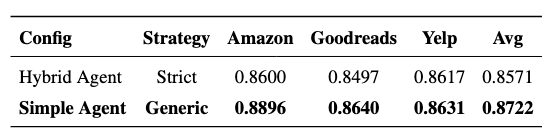 Config Strategy Amazon Goodreads Yelp Avg
Hybrid Agent Strict 0.8600 0.8497 0.8617 0.8571
Simple Agent Generic 0.8896 0.8640 0.8631 0.8722